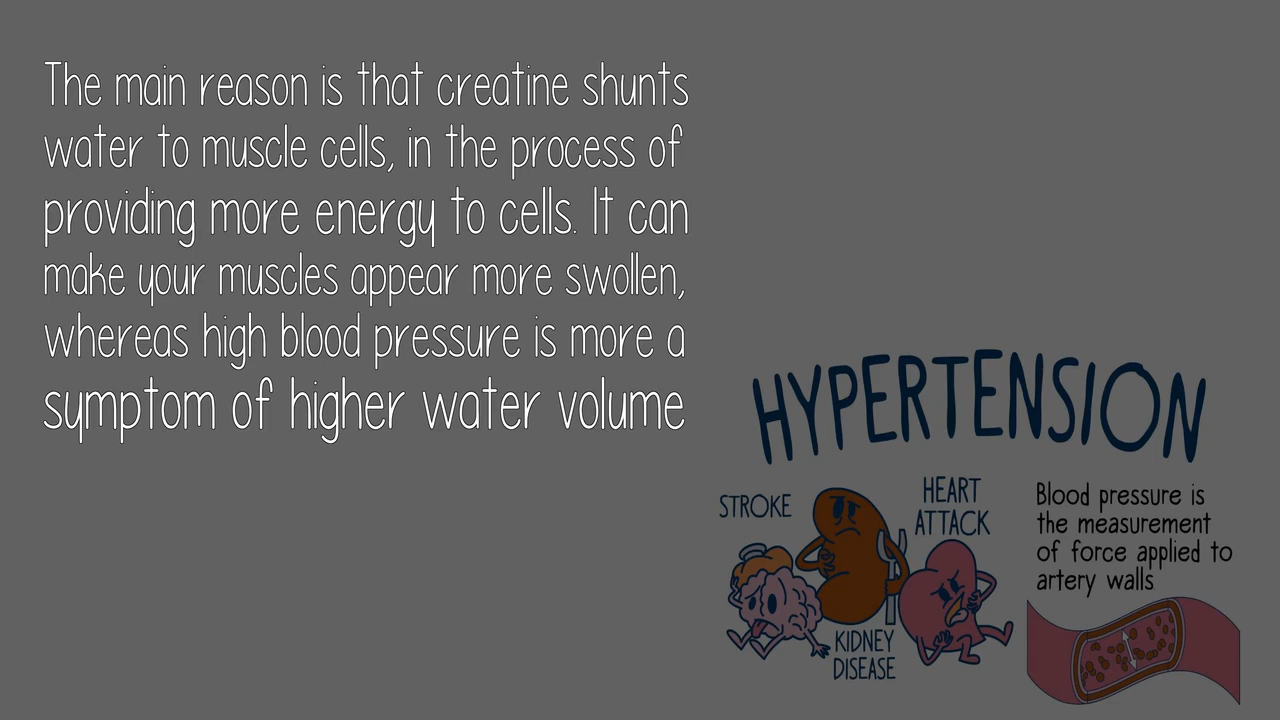 The main reason is that creatine shunts
water to muscle cells, in the process of
providing more energy to cells. It can
make your muscles appear more swollen,
whereas high blood pressure is more a
symptom of higher water volume
HYPERTENSION
STROKE
HEART
ATTACK
KIDNEY
DISEASE
Blood pressure is
the measurement
of force applied to
artery walls